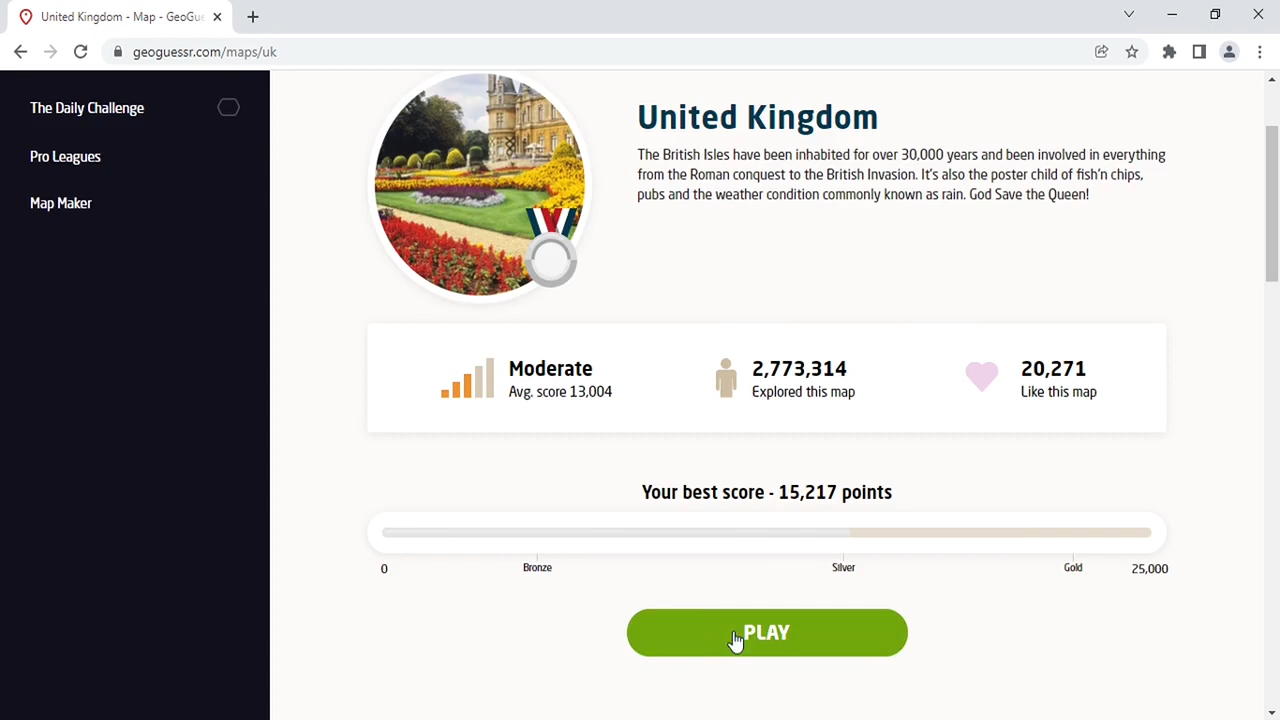 United Kingdom - Map - GeoGue
geoguessr.com/maps/uk
The Daily Challenge
Pro Leagues
Map Maker
United Kingdom
The British Isles have been inhabited for over 30,000 years and been involved in everything
from the Roman conquest to the British Invasion. It's also the poster child of fish'n chips,
pubs and the weather condition commonly known as rain. God Save the Queen!
Moderate
Avg. score 13,004
2,773,314
Explored this map
20,271
Like this map
Your best score - 15,217 points
0 Bronze Silver Gold 25,000
PLAY